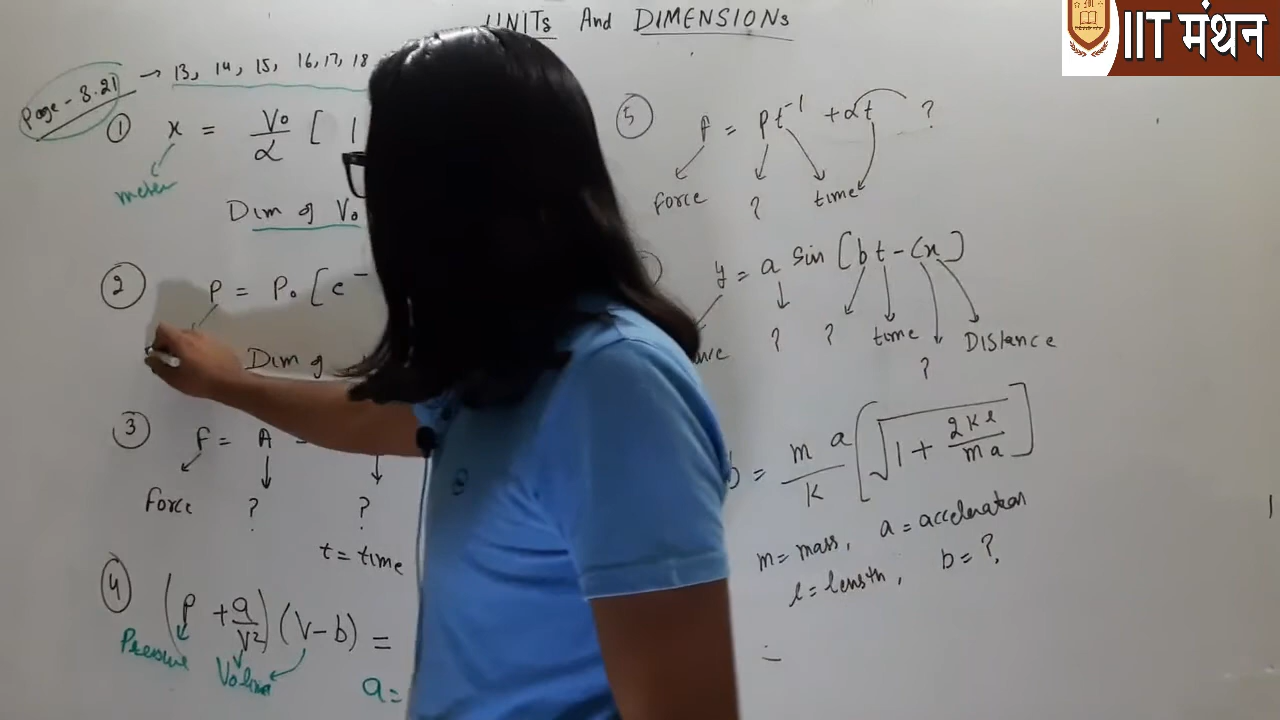 UNITs And DIMENSIONs
IIT मंथन
Page - 8.21 → 13, 14, 15, 16, 17, 18
① x = V₀/α [ 1
meter
Dim of V₀
② P = P₀ [ e⁻
Dim of
③ F = A -
Force ? ?
t = time
④ (P + a/V²) (V - b) =
Pressure Volume
a =
⑤ F = Pt⁻¹ + αt ?
Force ? time
y = a sin [bt - cx]
? ? time ? Distance
b = ma/k [√1 + 2kl/ma]
m = mass, a = acceleration
l = length, b = ?